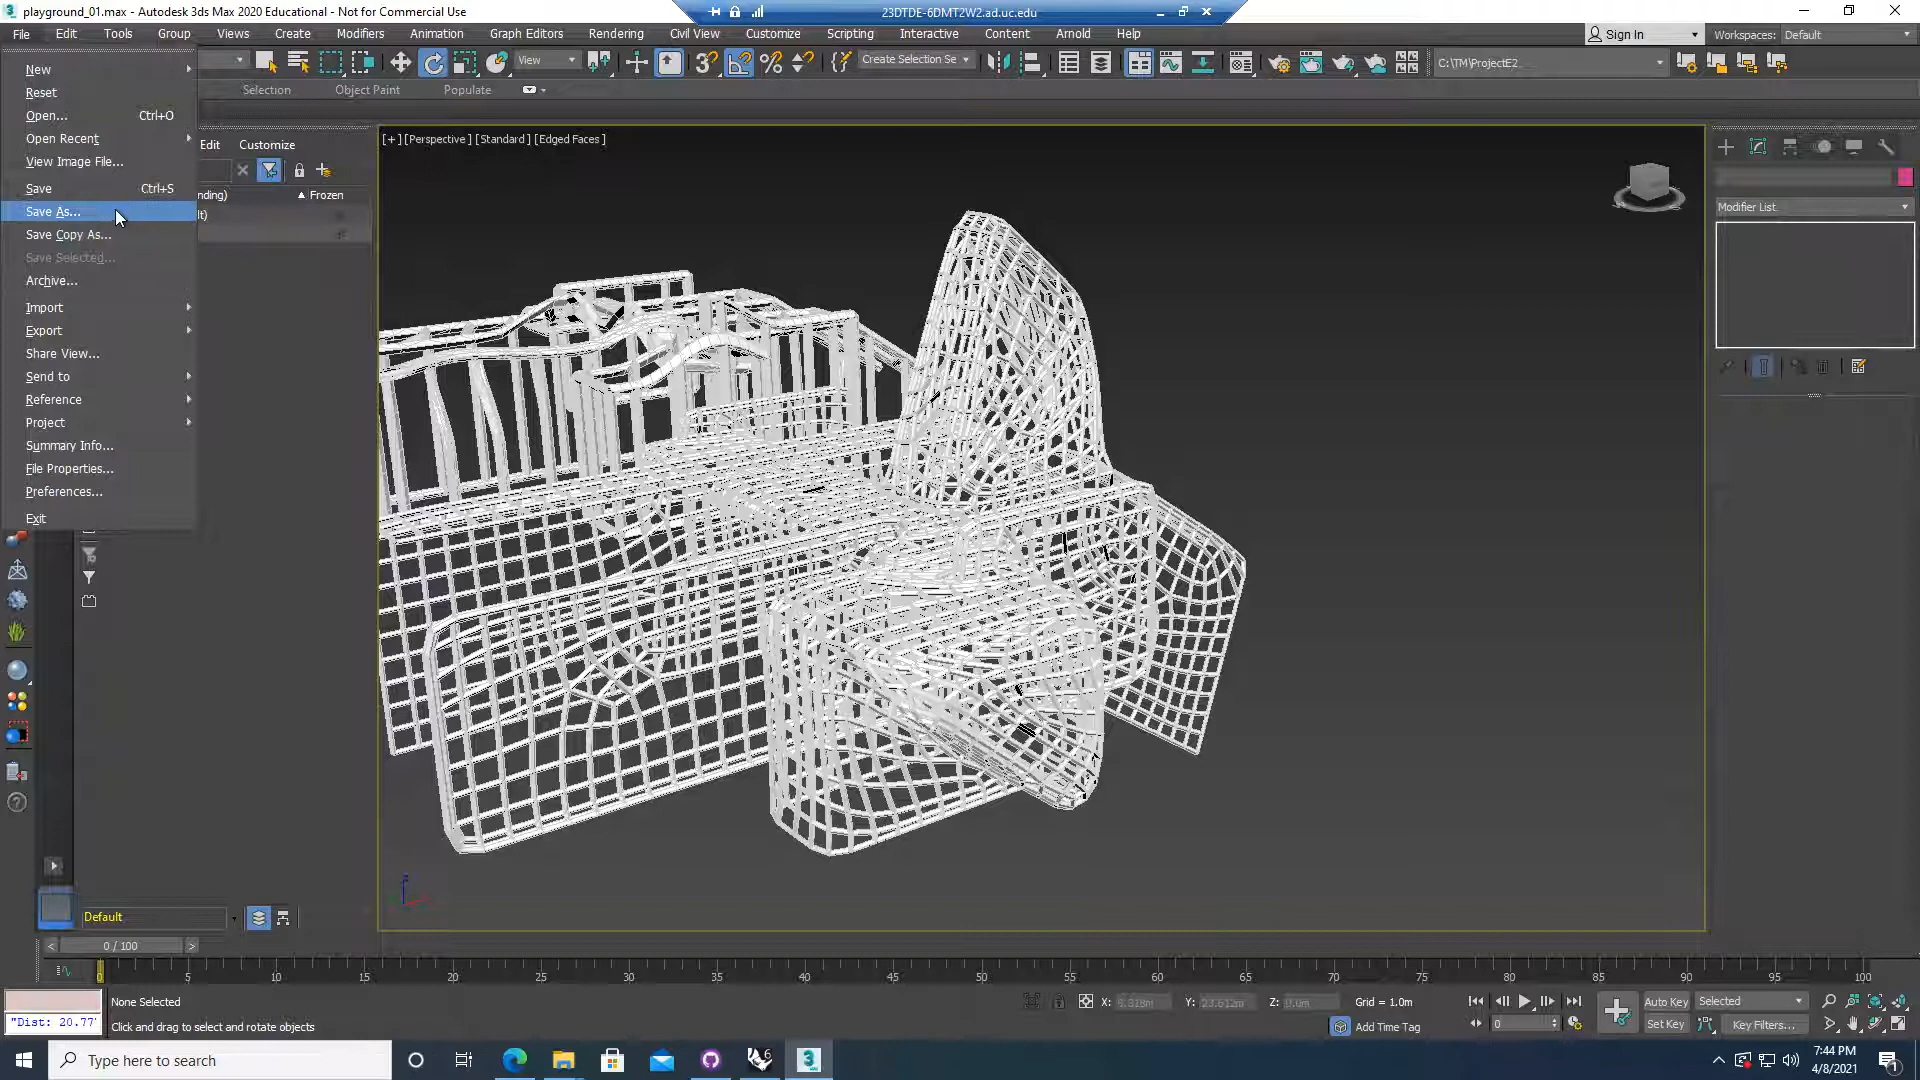 playground_01.max - Autodesk 3ds Max 2020 Educational - Not for Commercial Use
23DTDE-6DMT2W2.ad.uc.edu
File Edit Tools Group Views Create Modifiers Animation Graph Editors Rendering Civil View Customize Scripting Interactive Content Arnold Help
Sign In
Workspaces: Default
View
Create Selection Se
C:\TM\ProjectE2
Selection Object Paint Populate
New
Reset
Open... Ctrl+O
Open Recent
View Image File...
Save Ctrl+S
Save As...
Save Copy As...
Save Selected...
Archive...
Import
Export
Share View...
Send to
Reference
Project
Summary Info...
File Properties...
Preferences...
Exit
Edit Customize
nding) Frozen
lt)
[+] [Perspective ] [Standard ] [Edged Faces ]
Modifier List
Default
0 / 100
0 5 10 15 20 25 30 35 40 45 50 55 60 65 70 75 80 85 90 95 100
"Dist: 20.77
None Selected
Click and drag to select and rotate objects
X: Y: Z: 0.0m
Grid = 1.0m
Add Time Tag
0
Auto Key Selected
Set Key Key Filters...
Type here to search
7:44 PM
4/8/2021